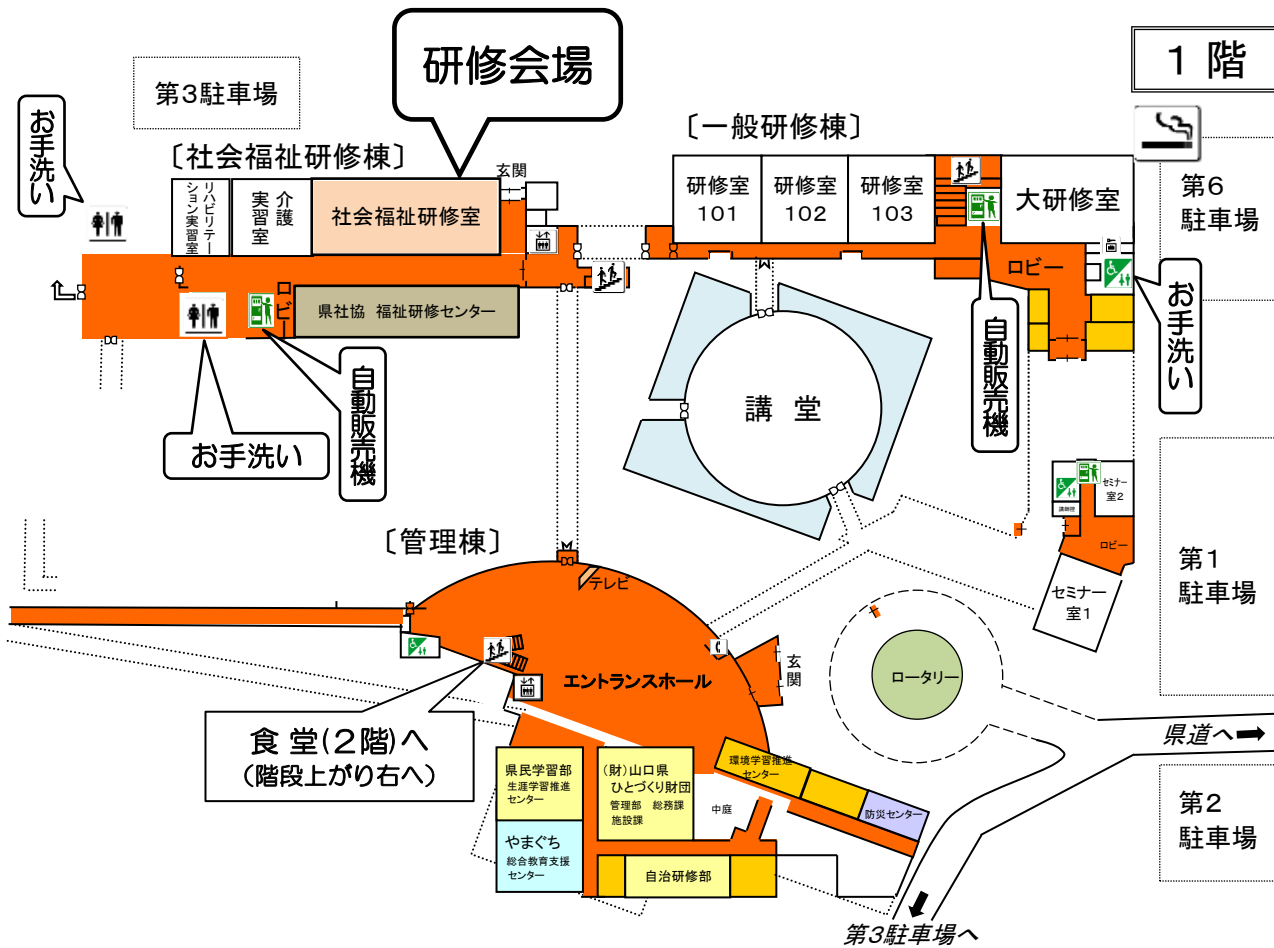 研修会場
1 階
第3駐車場
お手洗い
〔社会福祉研修棟〕
玄関
リハビリテー
ション実習室
介護
実習室
社会福祉研修室
ロビー
県社協 福祉研修センター
お手洗い
自動販売機
〔一般研修棟〕
研修室
101
研修室
102
研修室
103
大研修室
ロビー
自動販売機
お手洗い
第6
駐車場
講 堂
セミナー
室2
講師控
ロビー
セミナー
室1
第1
駐車場
〔管理棟〕
テレビ
エントランスホール
玄関
ロータリー
食 堂(2階)へ
(階段上がり右へ)
県道へ
県民学習部
生涯学習推進
センター
(財)山口県
ひとづくり財団
管理部 総務課
施設課
環境学習推進
センター
防災センター
中庭
やまぐち
総合教育支援
センター
自治研修部
第2
駐車場
第3駐車場へ